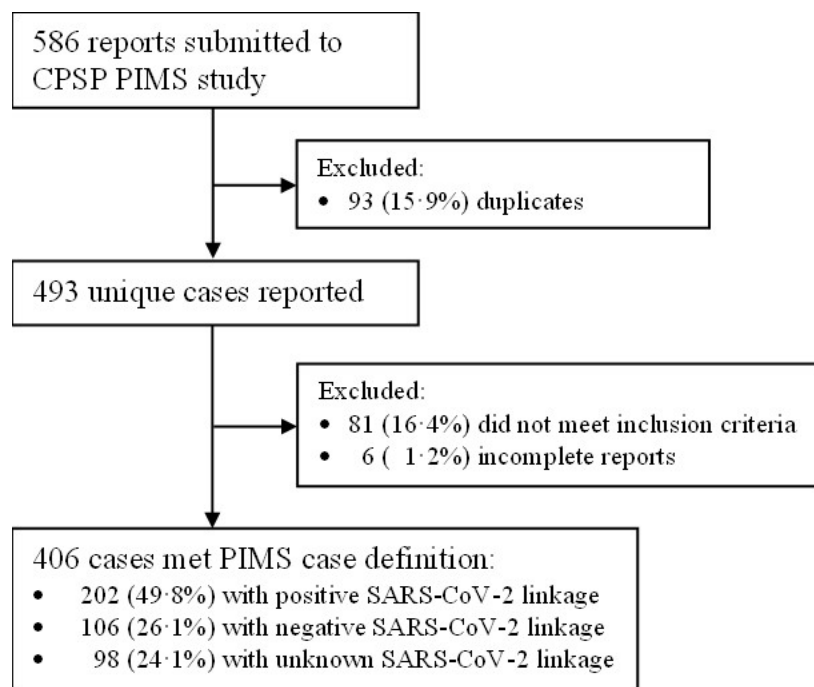 586 reports submitted to
CPSP PIMS study
Excluded:
• 93 (15·9%) duplicates
493 unique cases reported
Excluded:
• 81 (16·4%) did not meet inclusion criteria
• 6 ( 1·2%) incomplete reports
406 cases met PIMS case definition:
• 202 (49·8%) with positive SARS-CoV-2 linkage
• 106 (26·1%) with negative SARS-CoV-2 linkage
• 98 (24·1%) with unknown SARS-CoV-2 linkage